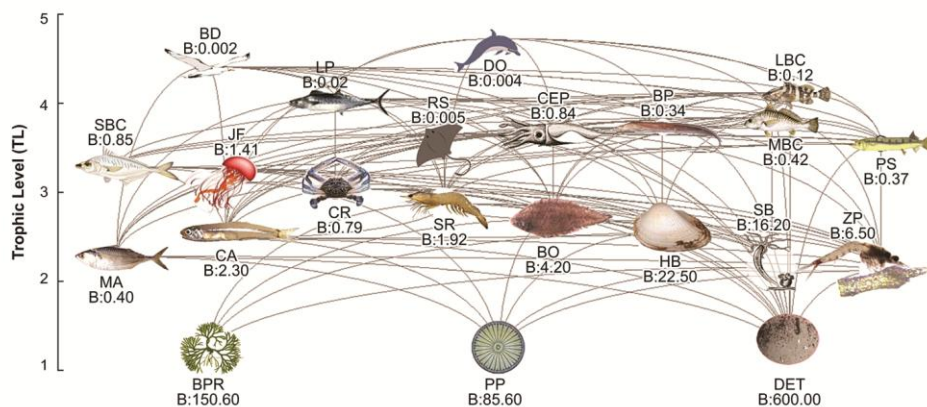 Trophic Level (TL)
5
4
3
2
1
BD
B:0.002
LP
B:0.02
DO
B:0.004
LBC
B:0.12
SBC
B:0.85
JF
B:1.41
RS
B:0.005
CEP
B:0.84
BP
B:0.34
MBC
B:0.42
PS
B:0.37
CR
B:0.79
SR
B:1.92
BO
B:4.20
HB
B:22.50
SB
B:16.20
ZP
B:6.50
MA
B:0.40
CA
B:2.30
BPR
B:150.60
PP
B:85.60
DET
B:600.00